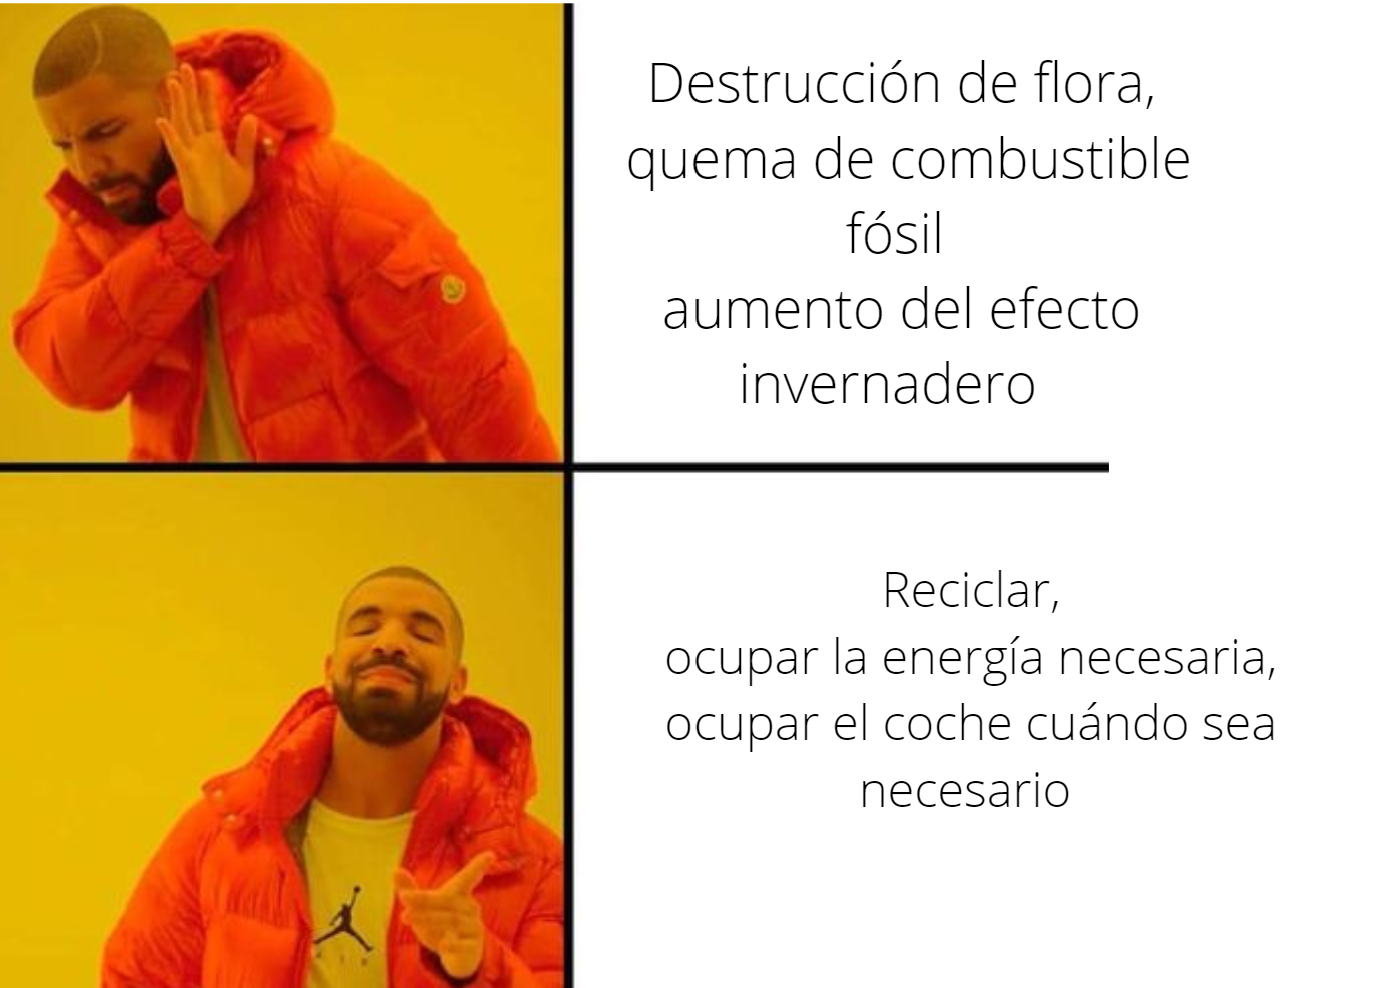 Destrucción de flora,
quema de combustible
fósil
aumento del efecto
invernadero
Reciclar,
ocupar la energía necesaria,
ocupar el coche cuándo sea
necesario